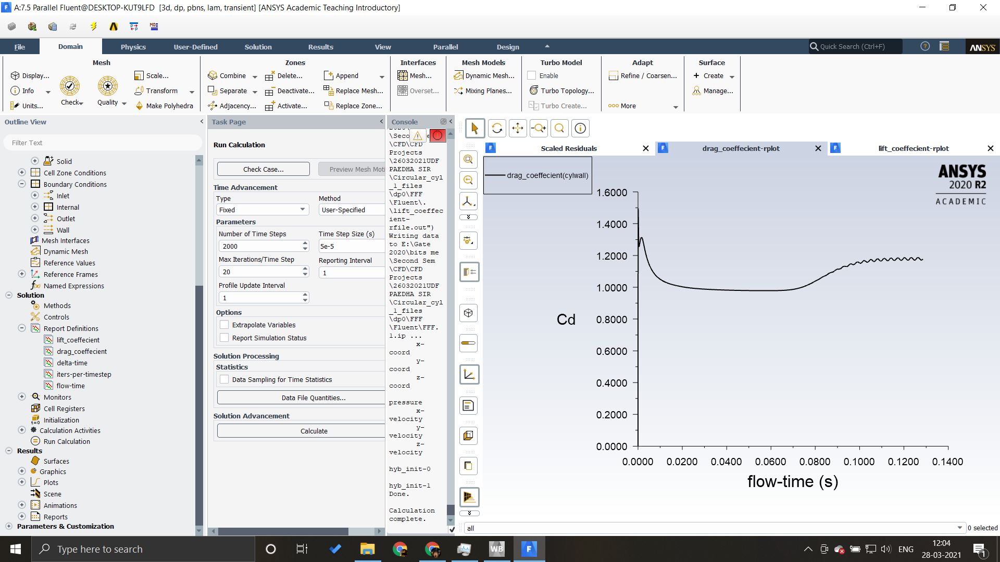 A:7.5 Parallel Fluent@DESKTOP-KUT9LFD [3d, dp, pbns, lam, transient] [ANSYS Academic Teaching Introductory]
File
Domain
Physics
User-Defined
Solution
Results
View
Parallel
Design
Quick Search (Ctrl+F)
ANSYS
Mesh
Display...
Info
Units...
Check
Quality
Scale...
Transform
Make Polyhedra
Zones
Combine
Separate
Adjacency...
Delete...
Deactivate...
Activate...
Append
Replace Mesh...
Replace Zone...
Interfaces
Mesh...
Overset...
Mesh Models
Dynamic Mesh...
Mixing Planes...
Turbo Model
Enable
Turbo Topology...
Turbo Create...
Adapt
Refine / Coarsen...
More
Surface
Create
Manage...
Outline View
Filter Text
Solid
Cell Zone Conditions
Boundary Conditions
Inlet
Internal
Outlet
Wall
Mesh Interfaces
Dynamic Mesh
Reference Values
Reference Frames
Named Expressions
Solution
Methods
Controls
Report Definitions
lift_coeffecient
drag_coeffecient
delta-time
iters-per-timestep
flow-time
Monitors
Cell Registers
Initialization
Calculation Activities
Run Calculation
Results
Surfaces
Graphics
Plots
Scene
Animations
Reports
Parameters & Customization
Task Page
Run Calculation
Check Case...
Preview Mesh Moti
Time Advancement
Type
Method
Fixed
User-Specified
Parameters
Number of Time Steps
Time Step Size (s)
2000
5e-5
Max Iterations/Time Step
Reporting Interval
20
1
Profile Update Interval
1
Options
Extrapolate Variables
Report Simulation Status
Solution Processing
Statistics
Data Sampling for Time Statistics
Data File Quantities...
Solution Advancement
Calculate
Console
\CFD\CFD
Projects
\26032021UDF
PAEDHA SIR
\Circular_cyl
_1_files
\dp0\FFF
\Fluent\.
\lift_coeffec
ient-
rfile.out")
Writing data
to E:\Gate
2020\bits me
\Second Sem
\CFD\CFD
Projects
\26032021UDF
PAEDHA SIR
\Circular_cyl
_1_files
\dp0\FFF
\Fluent\FFF.
1.ip ...
x-
coord
y-
coord
z-
coord
pressure
x-
velocity
y-
velocity
z-
velocity
hyb_init-0
hyb_init-1
Done.
Calculation
complete.
Scaled Residuals
drag_coeffecient-rplot
lift_coeffecient-rplot
drag_coeffecient(cylwall)
ANSYS
2020 R2
ACADEMIC
1.6000
1.4000
1.2000
1.0000
0.8000
0.6000
0.4000
0.2000
0.0000
Cd
0.0000
0.0200
0.0400
0.0600
0.0800
0.1000
0.1200
0.1400
flow-time (s)
all
0 selected
Type here to search
WB
ENG
12:04
28-03-2021
1